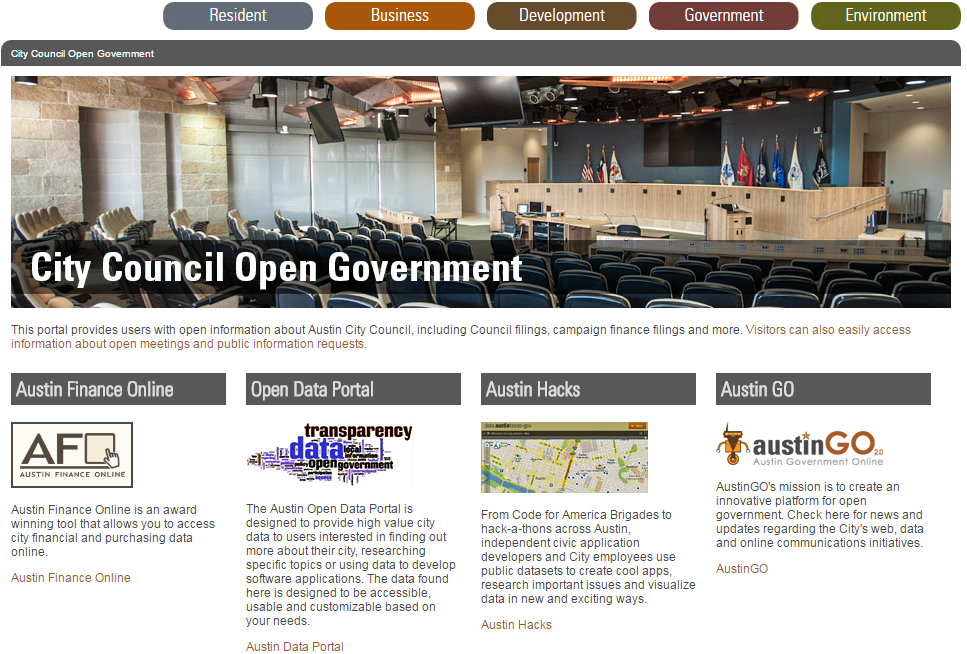 Resident
Business
Development
Government
Environment
City Council Open Government
City Council Open Government
This portal provides users with open information about Austin City Council, including Council filings, campaign finance filings and more. Visitors can also easily access
information about open meetings and public information requests.
Austin Finance Online
AFO
AUSTIN FINANCE ONLINE
Austin Finance Online is an award
winning tool that allows you to access
city financial and purchasing data
online.
Austin Finance Online
Open Data Portal
transparency
data
local
information
open
government
access
The Austin Open Data Portal is
designed to provide high value city
data to users interested in finding out
more about their city, researching
specific topics or using data to develop
software applications. The data found
here is designed to be accessible,
usable and customizable based on
your needs.
Austin Data Portal
Austin Hacks
data.austintexas.gov
From Code for America Brigades to
hack-a-thons across Austin,
independent civic application
developers and City employees use
public datasets to create cool apps,
research important issues and visualize
data in new and exciting ways.
Austin Hacks
Austin GO
austinGO 2.0
Austin Government Online
AustinGO's mission is to create an
innovative platform for open
government. Check here for news and
updates regarding the City's web, data
and online communications initiatives.
AustinGO